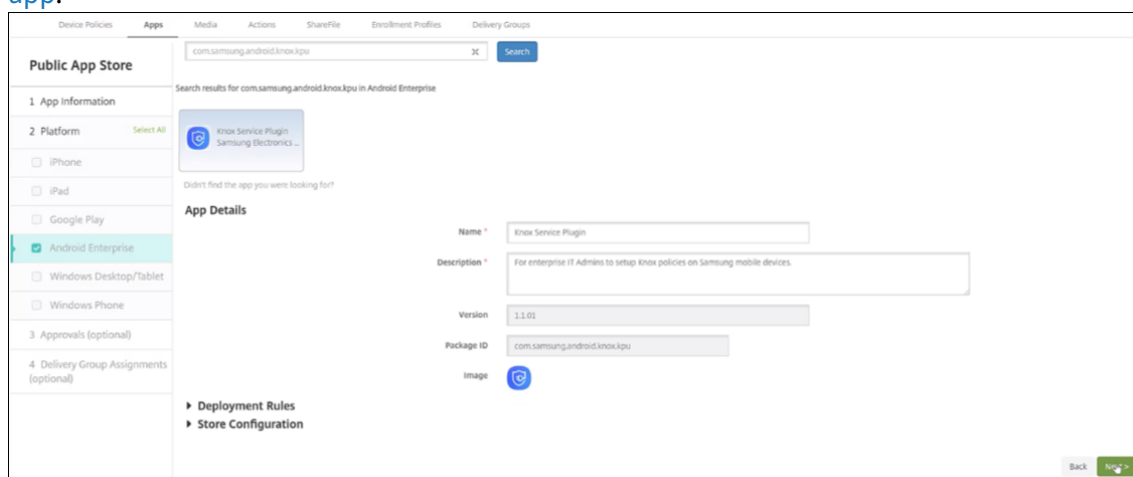 app.
Device Policies Apps Media Actions ShareFile Enrollment Profiles Delivery Groups
Public App Store
1 App Information
2 Platform Select All
iPhone
iPad
Google Play
Android Enterprise
Windows Desktop/Tablet
Windows Phone
3 Approvals (optional)
4 Delivery Group Assignments
(optional)
com.samsung.android.knox.kpu Search
Search results for com.samsung.android.knox.kpu in Android Enterprise
Knox Service Plugin
Samsung Electronics ...
Didn't find the app you were looking for?
App Details
Name * Knox Service Plugin
Description * For enterprise IT Admins to setup Knox policies on Samsung mobile devices.
Version 1.1.01
Package ID com.samsung.android.knox.kpu
Image
Deployment Rules
Store Configuration
Back Next >